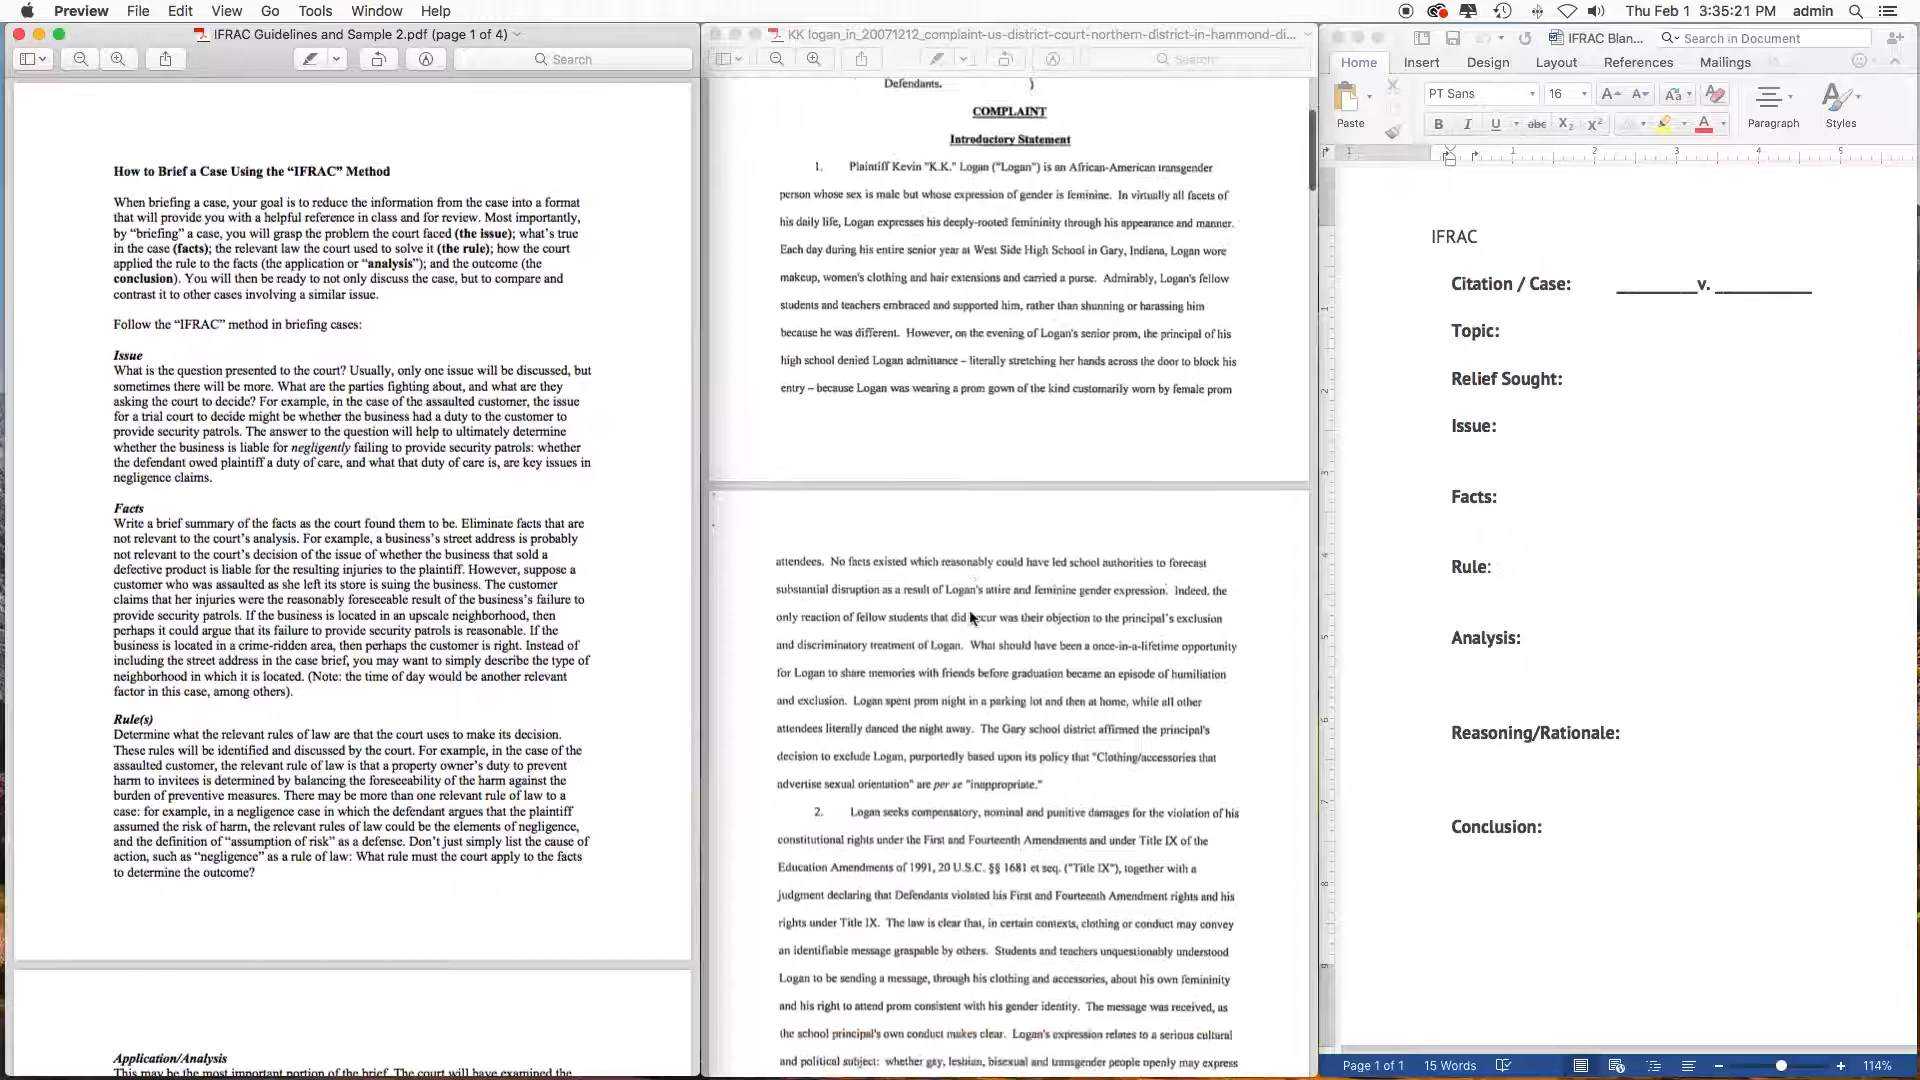 Preview File Edit View Go Tools Window Help
Thu Feb 1 3:35:21 PM admin
IFRAC Guidelines and Sample 2.pdf (page 1 of 4)
Search
How to Brief a Case Using the “IFRAC” Method
When briefing a case, your goal is to reduce the information from the case into a format
that will provide you with a helpful reference in class and for review. Most importantly,
by “briefing” a case, you will grasp the problem the court faced (the issue); what’s true
in the case (facts); the relevant law the court used to solve it (the rule); how the court
applied the rule to the facts (the application or “analysis”); and the outcome (the
conclusion). You will then be ready to not only discuss the case, but to compare and
contrast it to other cases involving a similar issue.
Follow the “IFRAC” method in briefing cases:
Issue
What is the question presented to the court? Usually, only one issue will be discussed, but
sometimes there will be more. What are the parties fighting about, and what are they
asking the court to decide? For example, in the case of the assaulted customer, the issue
for a trial court to decide might be whether the business had a duty to the customer to
provide security patrols. The answer to the question will help to ultimately determine
whether the business is liable for negligently failing to provide security patrols: whether
the defendant owed plaintiff a duty of care, and what that duty of care is, are key issues in
negligence claims.
Facts
Write a brief summary of the facts as the court found them to be. Eliminate facts that are
not relevant to the court’s analysis. For example, a business’s street address is probably
not relevant to the court’s decision of the issue of whether the business that sold a
defective product is liable for the resulting injuries to the plaintiff. However, suppose a
customer who was assaulted as she left its store is suing the business. The customer
claims that her injuries were the reasonably foreseeable result of the business’s failure to
provide security patrols. If the business is located in an upscale neighborhood, then
perhaps it could argue that its failure to provide security patrols is reasonable. If the
business is located in a crime-ridden area, then perhaps the customer is right. Instead of
including the street address in the case brief, you may want to simply describe the type of
neighborhood in which it is located. (Note: the time of day would be another relevant
factor in this case, among others).
Rule(s)
Determine what the relevant rules of law are that the court uses to make its decision.
These rules will be identified and discussed by the court. For example, in the case of the
assaulted customer, the relevant rule of law is that a property owner’s duty to prevent
harm to invitees is determined by balancing the foreseeability of the harm against the
burden of preventive measures. There may be more than one relevant rule of law to a
case: for example, in a negligence case in which the defendant argues that the plaintiff
assumed the risk of harm, the relevant rules of law could be the elements of negligence,
and the definition of “assumption of risk” as a defense. Don’t just simply list the cause of
action, such as “negligence” as a rule of law: What rule must the court apply to the facts
to determine the outcome?
Application/Analysis
This may be the most important portion of the brief. The court will have examined the
KK logan_in_20071212_complaint-us-district-court-northern-district-in-hammond-di...
Search
Defendants. )
COMPLAINT
Introductory Statement
1. Plaintiff Kevin "K.K." Logan ("Logan") is an African-American transgender
person whose sex is male but whose expression of gender is feminine. In virtually all facets of
his daily life, Logan expresses his deeply-rooted femininity through his appearance and manner.
Each day during his entire senior year at West Side High School in Gary, Indiana, Logan wore
makeup, women's clothing and hair extensions and carried a purse. Admirably, Logan's fellow
students and teachers embraced and supported him, rather than shunning or harassing him
because he was different. However, on the evening of Logan's senior prom, the principal of his
high school denied Logan admittance – literally stretching her hands across the door to block his
entry – because Logan was wearing a prom gown of the kind customarily worn by female prom
attendees. No facts existed which reasonably could have led school authorities to forecast
substantial disruption as a result of Logan's attire and feminine gender expression. Indeed, the
only reaction of fellow students that did was their objection to the principal's exclusion
and discriminatory treatment of Logan. What should have been a once-in-a-lifetime opportunity
for Logan to share memories with friends before graduation became an episode of humiliation
and exclusion. Logan spent prom night in a parking lot and then at home, while all other
attendees literally danced the night away. The Gary school district affirmed the principal's
decision to exclude Logan, purportedly based upon its policy that "Clothing/accessories that
advertise sexual orientation" are per se "inappropriate."
2. Logan seeks compensatory, nominal and punitive damages for the violation of his
constitutional rights under the First and Fourteenth Amendments and under Title IX of the
Education Amendments of 1991, 20 U.S.C. §§ 1681 et seq. ("Title IX"), together with a
judgment declaring that Defendants violated his First and Fourteenth Amendment rights and his
rights under Title IX. The law is clear that, in certain contexts, clothing or conduct may convey
an identifiable message graspable by others. Students and teachers unquestionably understood
Logan to be sending a message, through his clothing and accessories, about his own femininity
and his right to attend prom consistent with his gender identity. The message was received, as
the school principal's own conduct makes clear. Logan's expression relates to a serious cultural
and political subject: whether gay, lesbian, bisexual and transgender people openly may express
IFRAC Blan... Search in Document
Home Insert Design Layout References Mailings
Paste PT Sans 16 Paragraph Styles
B I U abc X₂ X²
1 1 2 3 4 5
IFRAC
Citation / Case: __________v. ____________
Topic:
Relief Sought:
Issue:
Facts:
Rule:
Analysis:
Reasoning/Rationale:
Conclusion:
Page 1 of 1 15 Words 114%